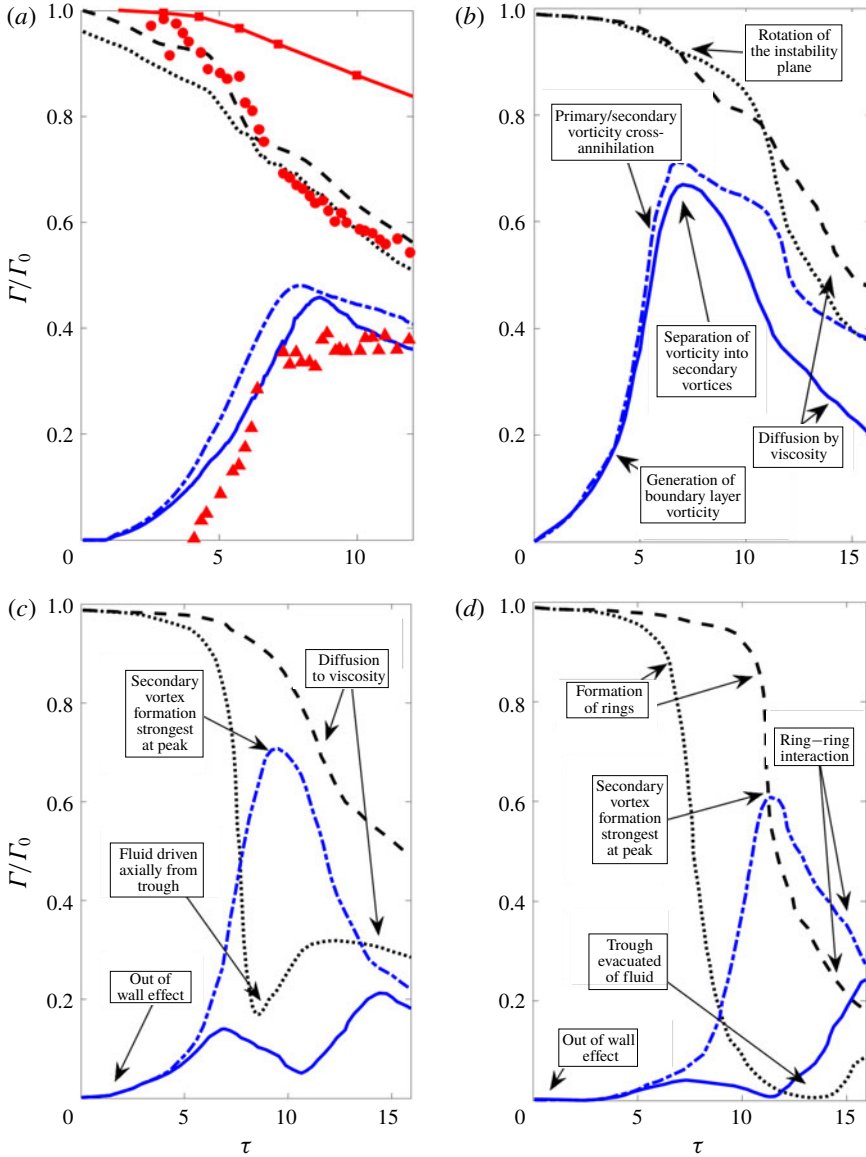 (a)
1.0
0.8
0.6
Γ/Γ0
0.4
0.2
0
5
10
(b)
1.0
Rotation of
the instability
plane
Primary/secondary
vorticity cross-
annihilation
0.8
0.6
0.4
Separation of
vorticity into
secondary
vortices
0.2
Generation of
boundary layer
vorticity
Diffusion by
viscosity
0
5
10
15
(c)
1.0
0.8
Secondary
vortex
formation
strongest
at peak
Diffusion
to viscosity
0.6
Γ/Γ0
Fluid driven
axially from
trough
0.4
0.2
Out of
wall effect
0
5
10
15
τ
(d)
1.0
0.8
Formation
of rings
Ring–ring
interaction
0.6
Secondary
vortex
formation
strongest
at peak
0.4
Trough
evacuated
of fluid
0.2
Out of wall
effect
0
5
10
15
τ